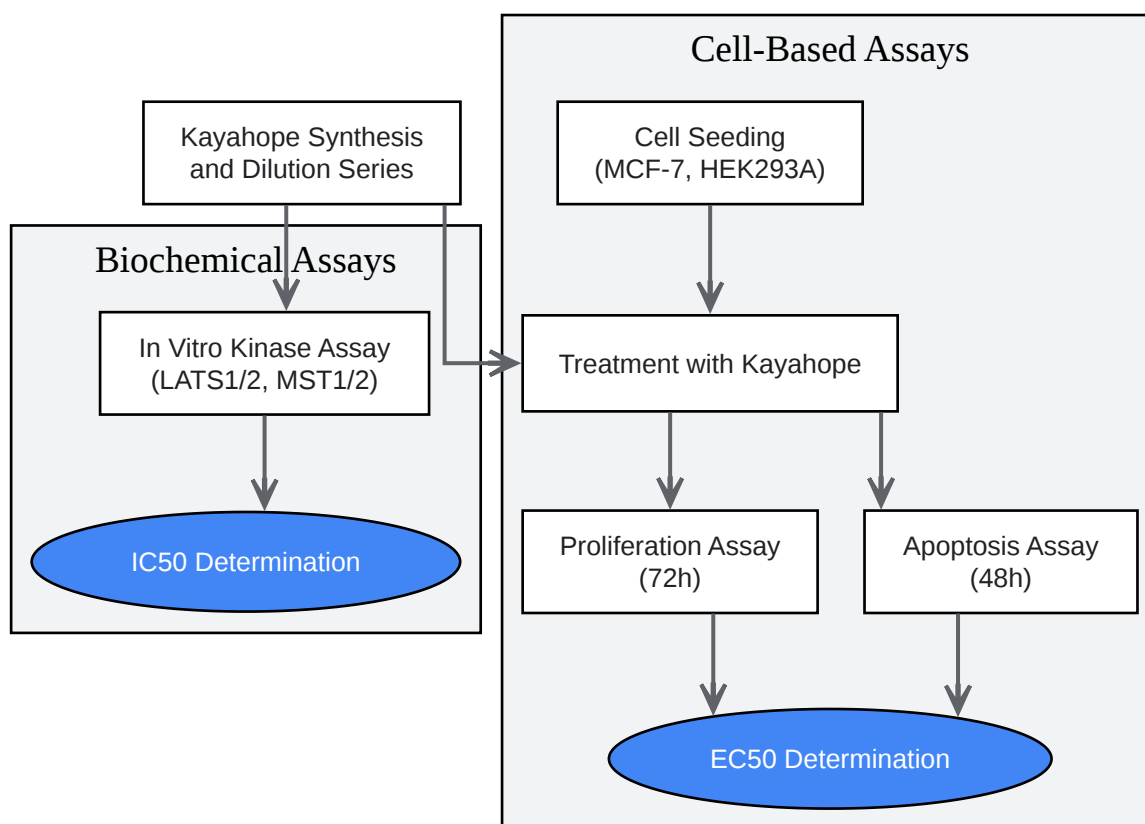 Cell-Based Assays
Kayahope Synthesis
and Dilution Series
Cell Seeding
(MCF-7, HEK293A)
Biochemical Assays
In Vitro Kinase Assay
(LATS1/2, MST1/2)
Treatment with Kayahope
IC50 Determination
Proliferation Assay
(72h)
Apoptosis Assay
(48h)
EC50 Determination